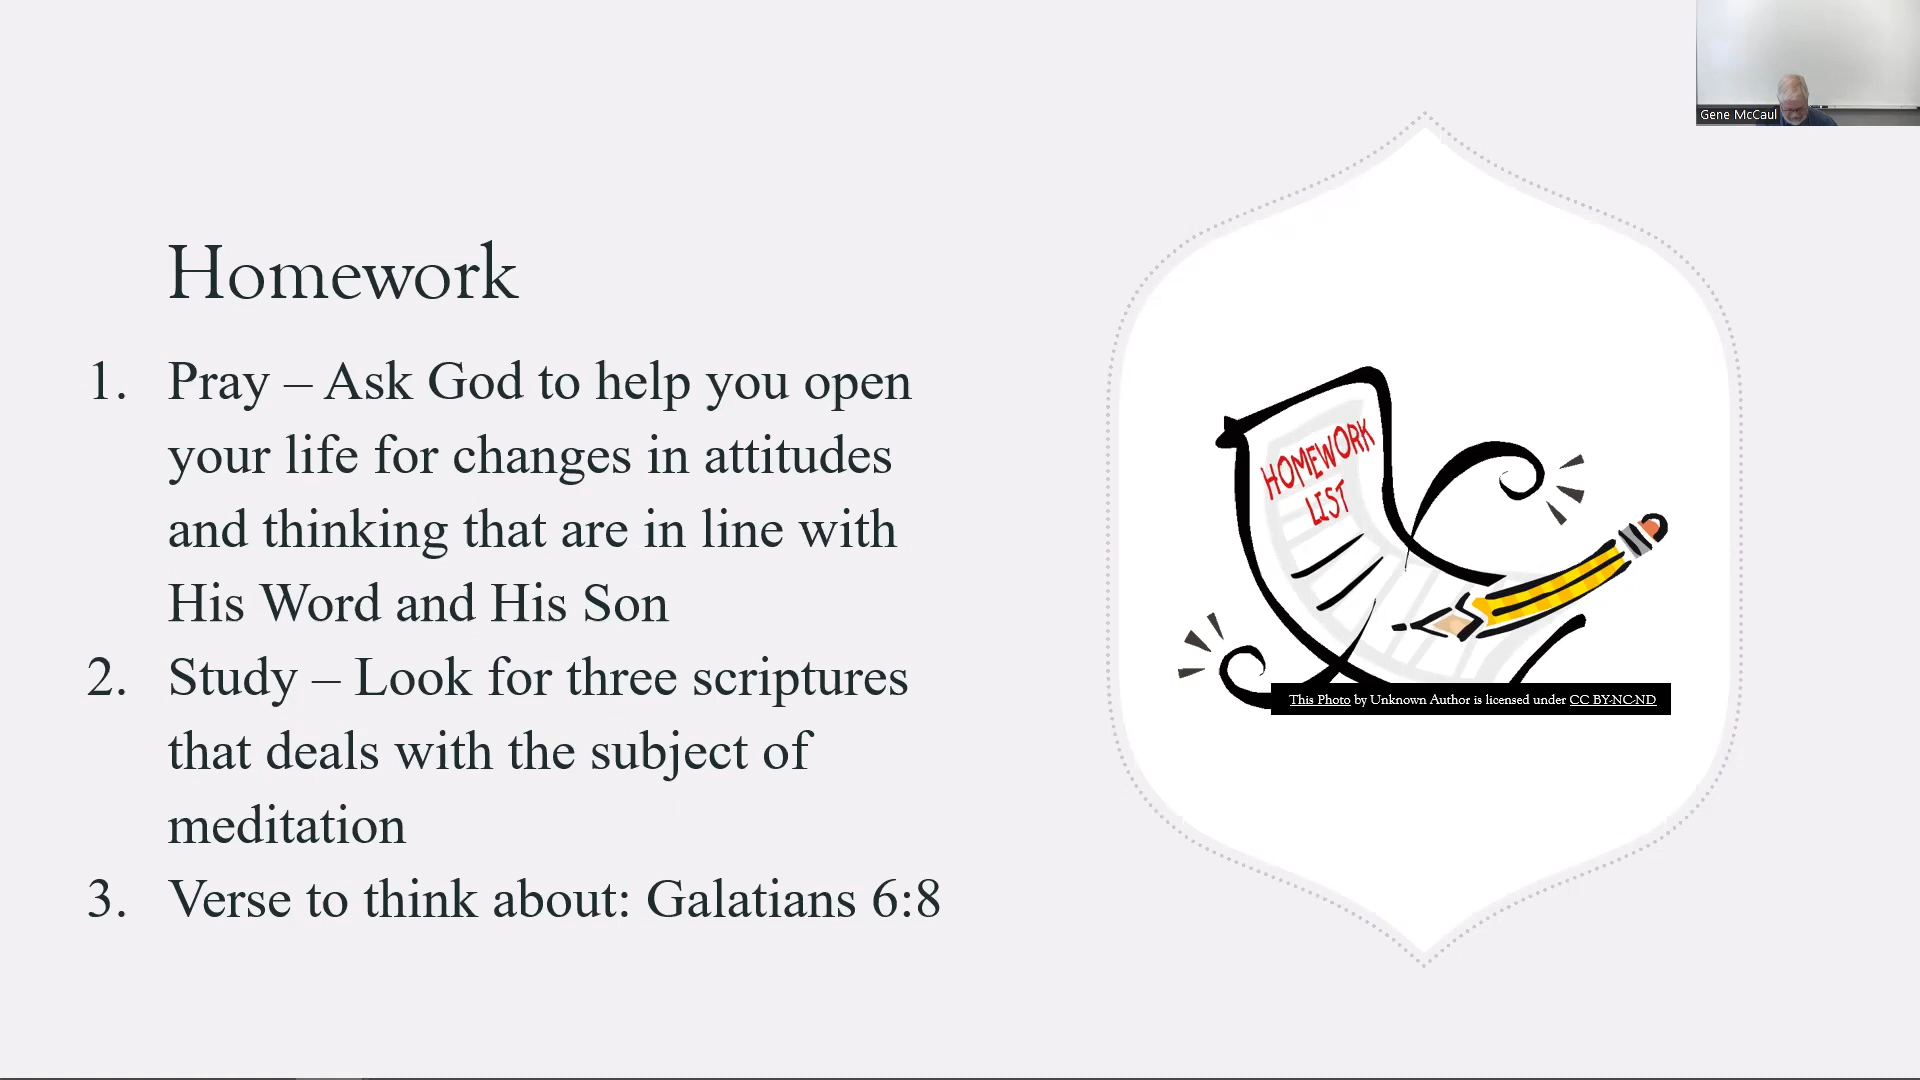 Gene McCaul
Homework
1. Pray – Ask God to help you open
your life for changes in attitudes
and thinking that are in line with
His Word and His Son
2. Study – Look for three scriptures
that deals with the subject of
meditation
3. Verse to think about: Galatians 6:8
HOMEWORK
LIST
This Photo by Unknown Author is licensed under CC BY-NC-ND